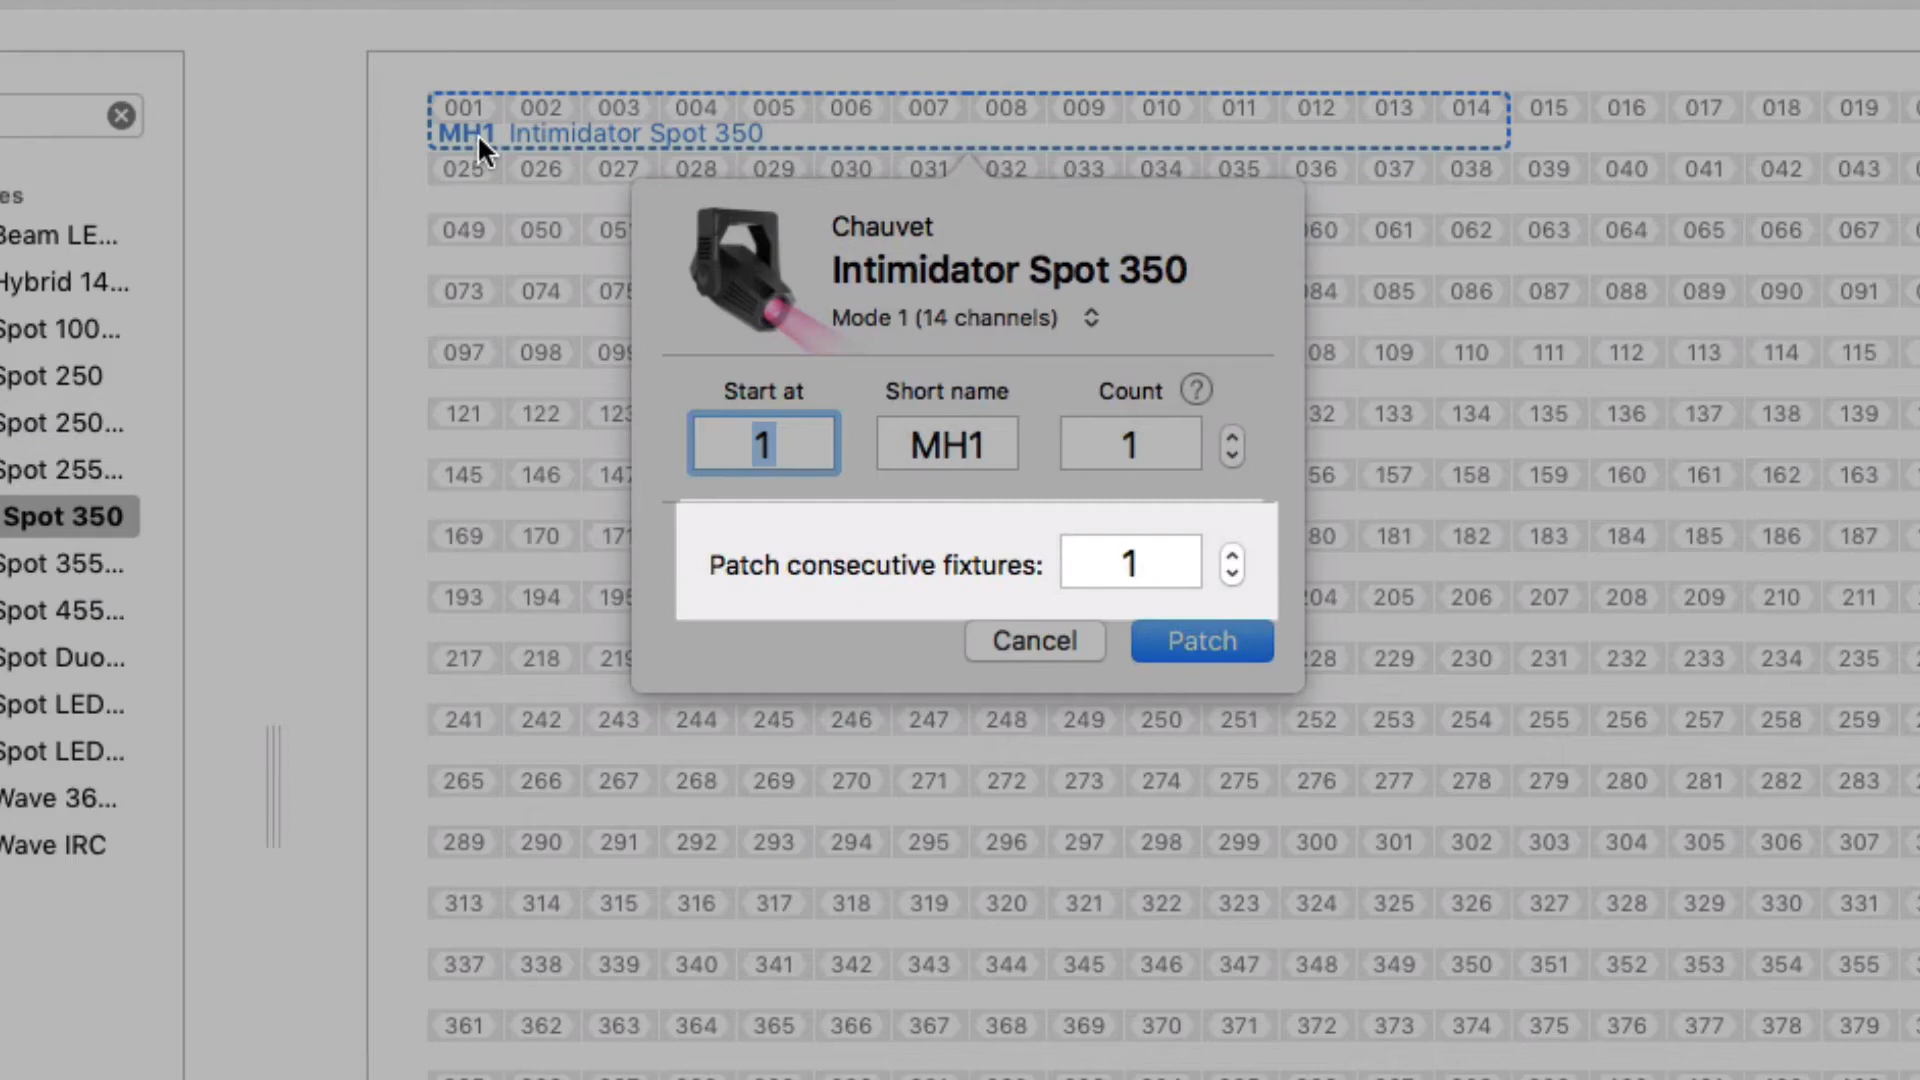 001 002 003 004 005 006 007 008 009 010 011 012 013 014 015 016 017 018 019
MH1 Intimidator Spot 350
025 026 027 028 029 030 031 032 033 034 035 036 037 038 039 040 041 042 043
es
Beam LE...
049 050 060 061 062 063 064 065 066 067
Chauvet
Intimidator Spot 350
Mode 1 (14 channels)
Hybrid 14...
073 074 075 084 085 086 087 088 089 090 091
Spot 100...
097 098 099 08 109 110 111 112 113 114 115
Spot 250
Start at Short name Count ?
121 122 123 32 133 134 135 136 137 138 139
Spot 250...
1 MH1 1
Spot 255...
145 146 147 56 157 158 159 160 161 162 163
Spot 350
169 170 171 80 181 182 183 184 185 186 187
Spot 355...
Patch consecutive fixtures: 1
193 194 195 204 205 206 207 208 209 210 211
Spot 455...
Cancel Patch
217 218 219 228 229 230 231 232 233 234 235
Spot Duo...
Spot LED...
241 242 243 244 245 246 247 248 249 250 251 252 253 254 255 256 257 258 259
Spot LED...
265 266 267 268 269 270 271 272 273 274 275 276 277 278 279 280 281 282 283
Wave 36...
289 290 291 292 293 294 295 296 297 298 299 300 301 302 303 304 305 306 307
Wave IRC
313 314 315 316 317 318 319 320 321 322 323 324 325 326 327 328 329 330 331
337 338 339 340 341 342 343 344 345 346 347 348 349 350 351 352 353 354 355
361 362 363 364 365 366 367 368 369 370 371 372 373 374 375 376 377 378 379